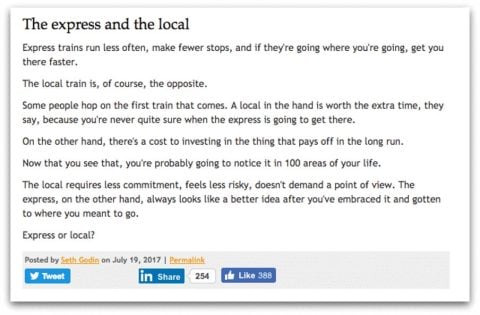 The express and the local
Express trains run less often, make fewer stops, and if they're going where you're going, get you
there faster.
The local train is, of course, the opposite.
Some people hop on the first train that comes. A local in the hand is worth the extra time, they
say, because you're never quite sure when the express is going to get there.
On the other hand, there's a cost to investing in the thing that pays off in the long run.
Now that you see that, you're probably going to notice it in 100 areas of your life.
The local requires less commitment, feels less risky, doesn't demand a point of view. The
express, on the other hand, always looks like a better idea after you've embraced it and gotten
to where you meant to go.
Express or local?
Posted by Seth Godin on July 19, 2017 | Permalink
Tweet in Share 254 Like 388